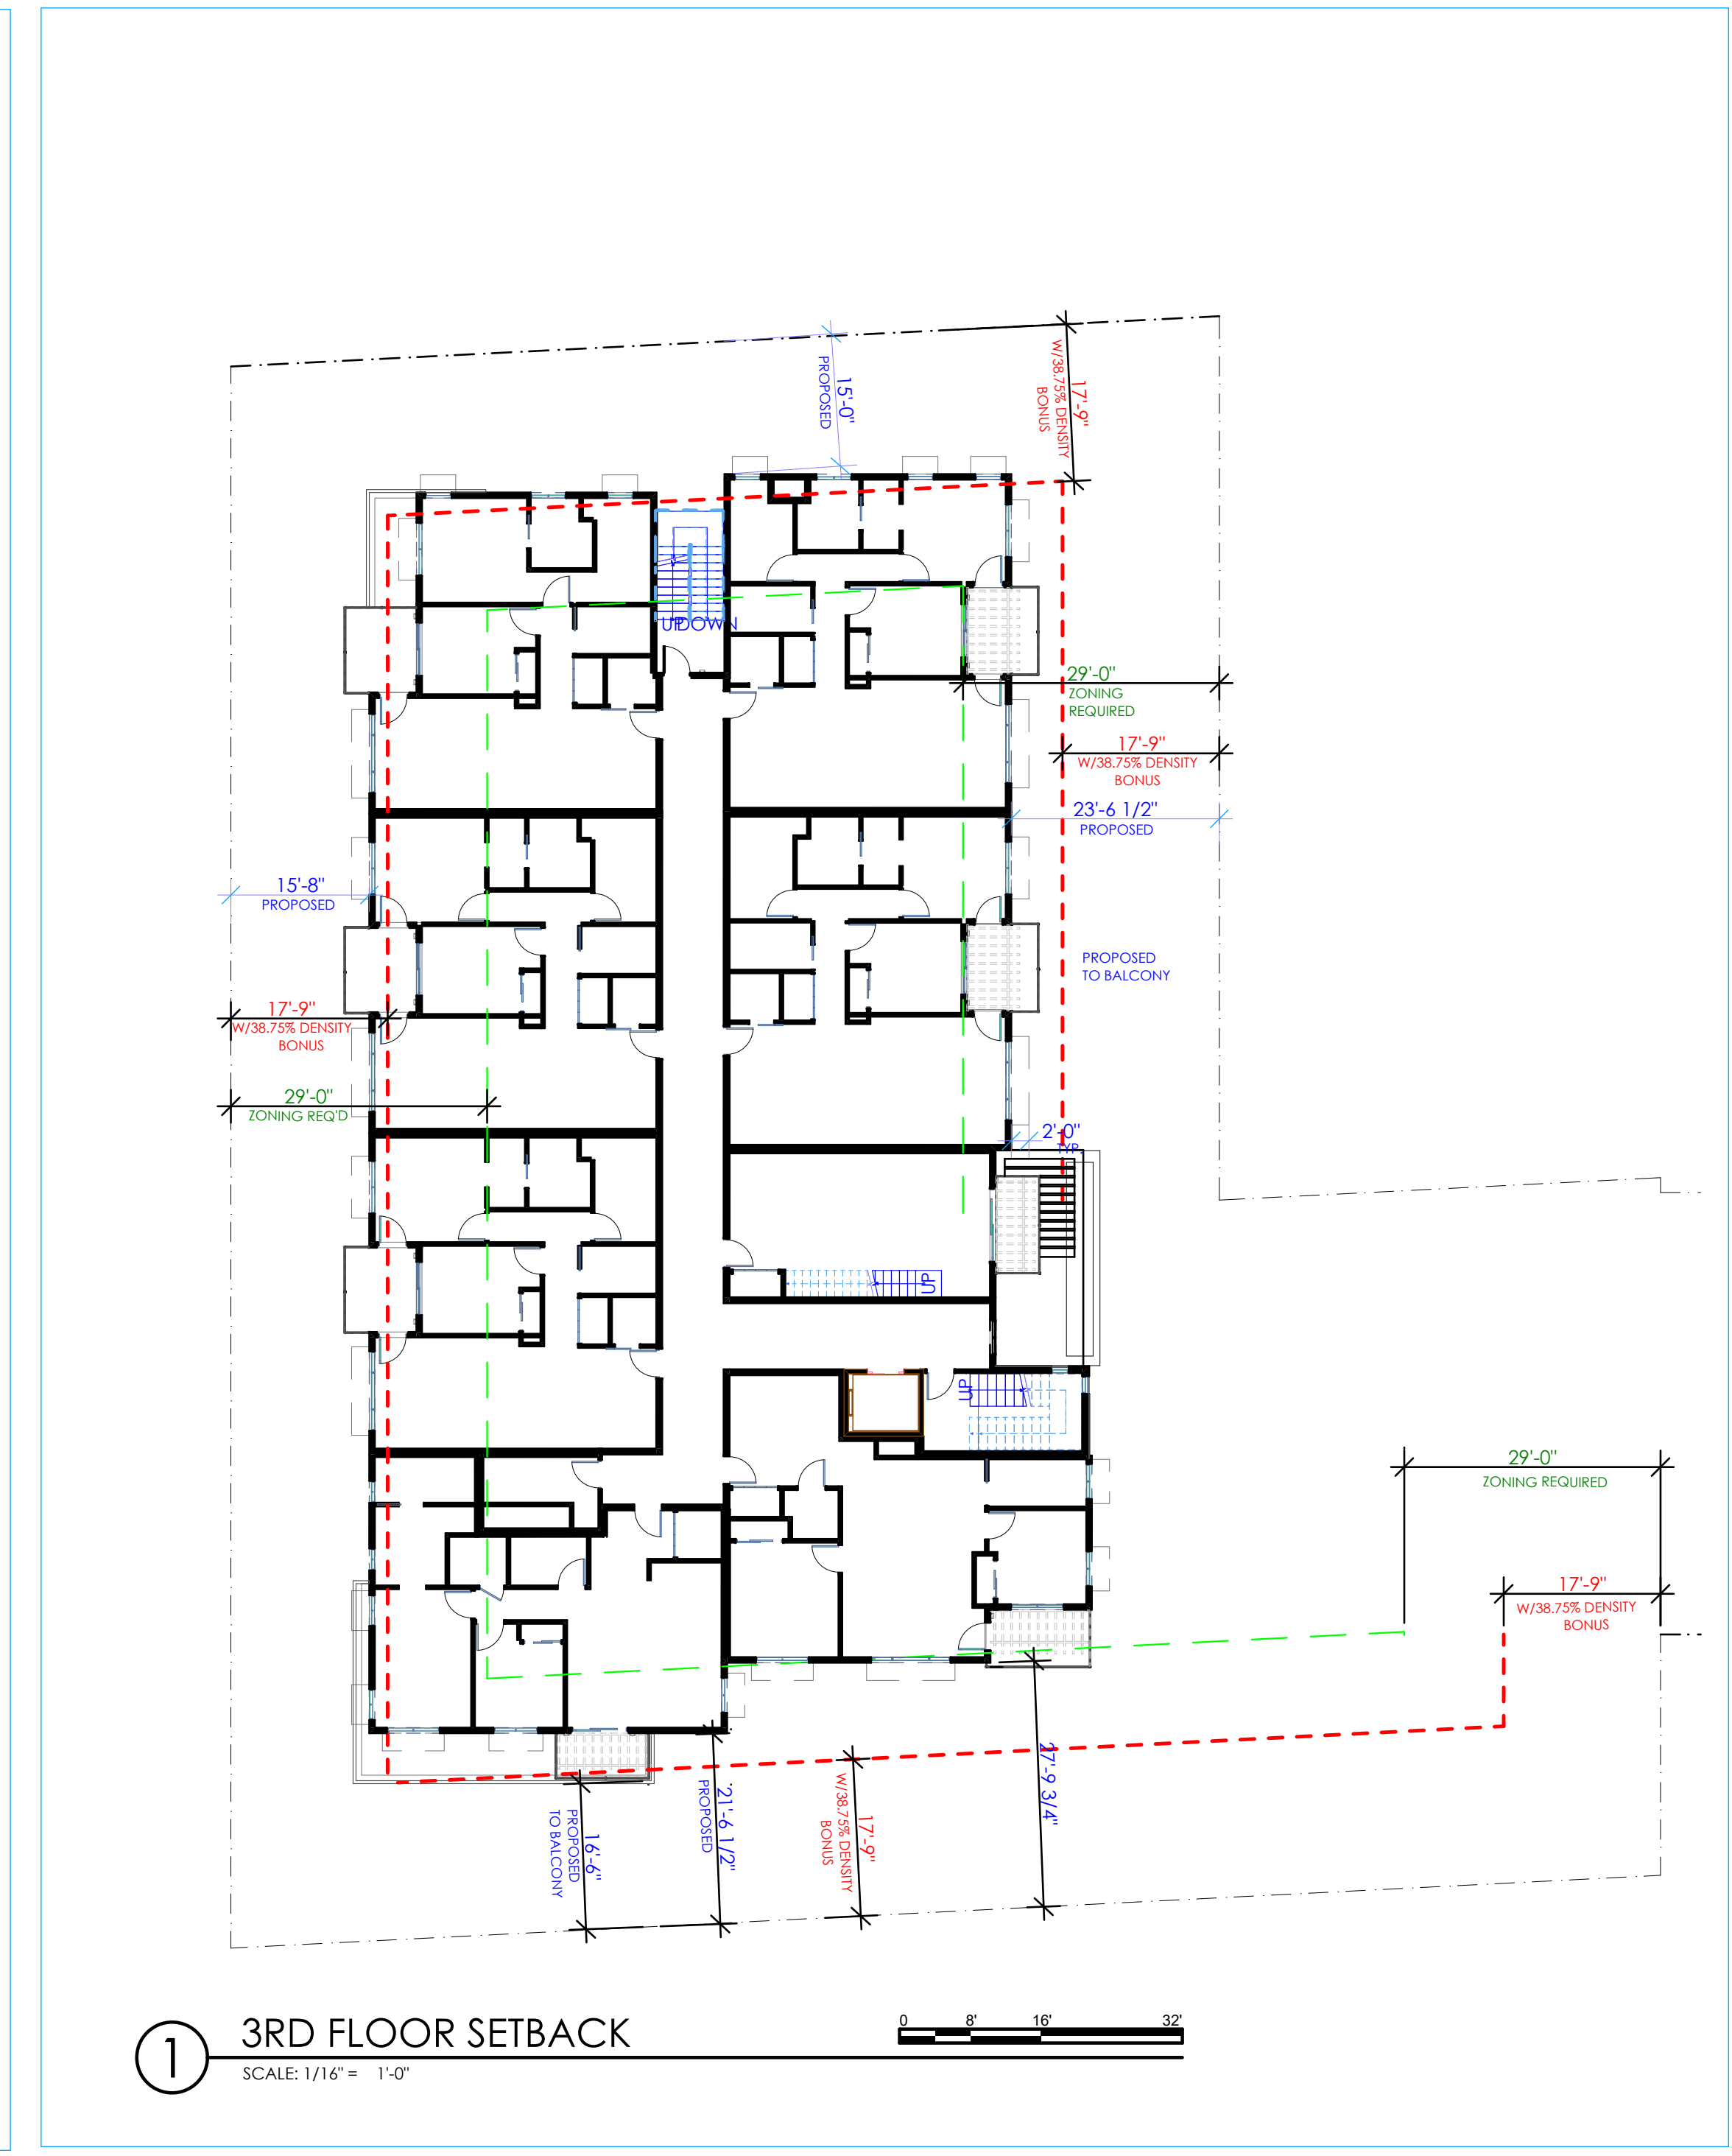 15'-0"
PROPOSED
17'-9"
W/38.75% DENSITY
BONUS
UP
DOWN
29'-0"
ZONING
REQUIRED
17'-9"
W/38.75% DENSITY
BONUS
23'-6 1/2"
PROPOSED
15'-8"
PROPOSED
PROPOSED
TO BALCONY
17'-9"
W/38.75% DENSITY
BONUS
29'-0"
ZONING REQ'D
2'-0"
TYP.
UP
UP
29'-0"
ZONING REQUIRED
17'-9"
W/38.75% DENSITY
BONUS
16'-6"
PROPOSED
TO BALCONY
21'-6 1/2"
PROPOSED
17'-9"
W/38.75% DENSITY
BONUS
27'-9 3/4"
1
3RD FLOOR SETBACK
SCALE: 1/16" = 1'-0"
0 8' 16' 32'